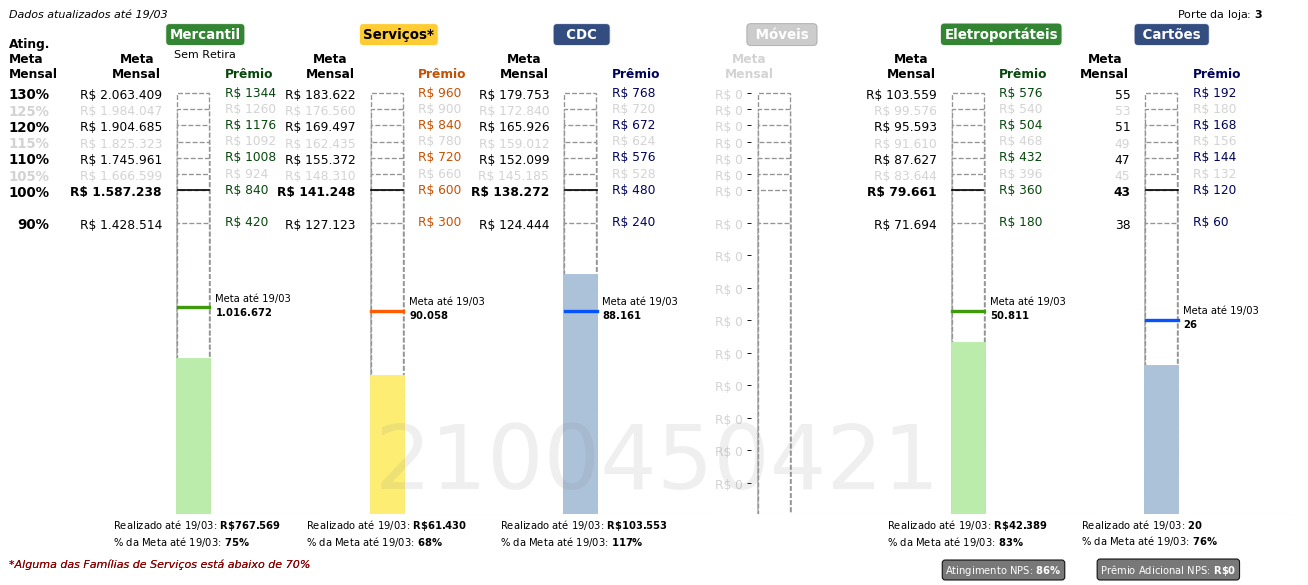 Dados atualizados até 19/03
Porte da loja: 3
Mercantil
Serviços*
CDC
Móveis
Eletroportáteis
Cartões
Sem Retira
Ating. Meta Mensal
Meta Mensal Prêmio Meta Mensal Prêmio Meta Mensal Prêmio Meta Mensal Meta Mensal Prêmio Meta Mensal Prêmio
130% R$ 2.063.409 R$ 1344 R$ 183.622 R$ 960 R$ 179.753 R$ 768 R$ 0 R$ 103.559 R$ 576 55 R$ 192
125% R$ 1.984.047 R$ 1260 R$ 176.560 R$ 900 R$ 172.840 R$ 720 R$ 0 R$ 99.576 R$ 540 53 R$ 180
120% R$ 1.904.685 R$ 1176 R$ 169.497 R$ 840 R$ 165.926 R$ 672 R$ 0 R$ 95.593 R$ 504 51 R$ 168
115% R$ 1.825.323 R$ 1092 R$ 162.435 R$ 780 R$ 159.012 R$ 624 R$ 0 R$ 91.610 R$ 468 49 R$ 156
110% R$ 1.745.961 R$ 1008 R$ 155.372 R$ 720 R$ 152.099 R$ 576 R$ 0 R$ 87.627 R$ 432 47 R$ 144
105% R$ 1.666.599 R$ 924 R$ 148.310 R$ 660 R$ 145.185 R$ 528 R$ 0 R$ 83.644 R$ 396 45 R$ 132
100% R$ 1.587.238 R$ 840 R$ 141.248 R$ 600 R$ 138.272 R$ 480 R$ 0 R$ 79.661 R$ 360 43 R$ 120
90% R$ 1.428.514 R$ 420 R$ 127.123 R$ 300 R$ 124.444 R$ 240 R$ 0 R$ 71.694 R$ 180 38 R$ 60
R$ 0
R$ 0
R$ 0
R$ 0
R$ 0
R$ 0
R$ 0
R$ 0
Meta até 19/03
1.016.672
Meta até 19/03
90.058
Meta até 19/03
88.161
Meta até 19/03
50.811
Meta até 19/03
26
2100450421
Realizado até 19/03: R$767.569
% da Meta até 19/03: 75%
Realizado até 19/03: R$61.430
% da Meta até 19/03: 68%
Realizado até 19/03: R$103.553
% da Meta até 19/03: 117%
Realizado até 19/03: R$42.389
% da Meta até 19/03: 83%
Realizado até 19/03: 20
% da Meta até 19/03: 76%
*Alguma das Famílias de Serviços está abaixo de 70%
Atingimento NPS: 86%
Prêmio Adicional NPS: R$0